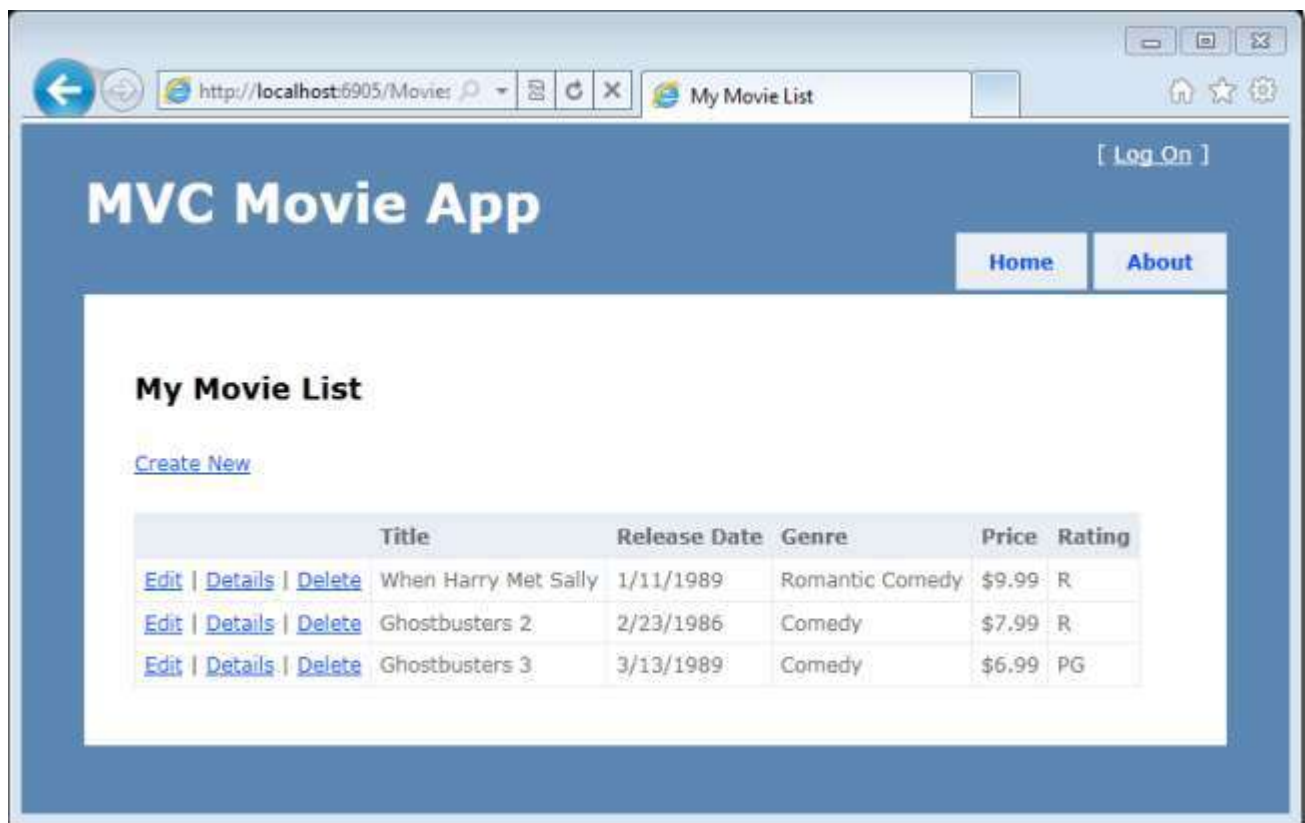 http://localhost:6905/Movies My Movie List
[ Log On ]
MVC Movie App
Home About
My Movie List
Create New
Title Release Date Genre Price Rating
Edit | Details | Delete When Harry Met Sally 1/11/1989 Romantic Comedy $9.99 R
Edit | Details | Delete Ghostbusters 2 2/23/1986 Comedy $7.99 R
Edit | Details | Delete Ghostbusters 3 3/13/1989 Comedy $6.99 PG